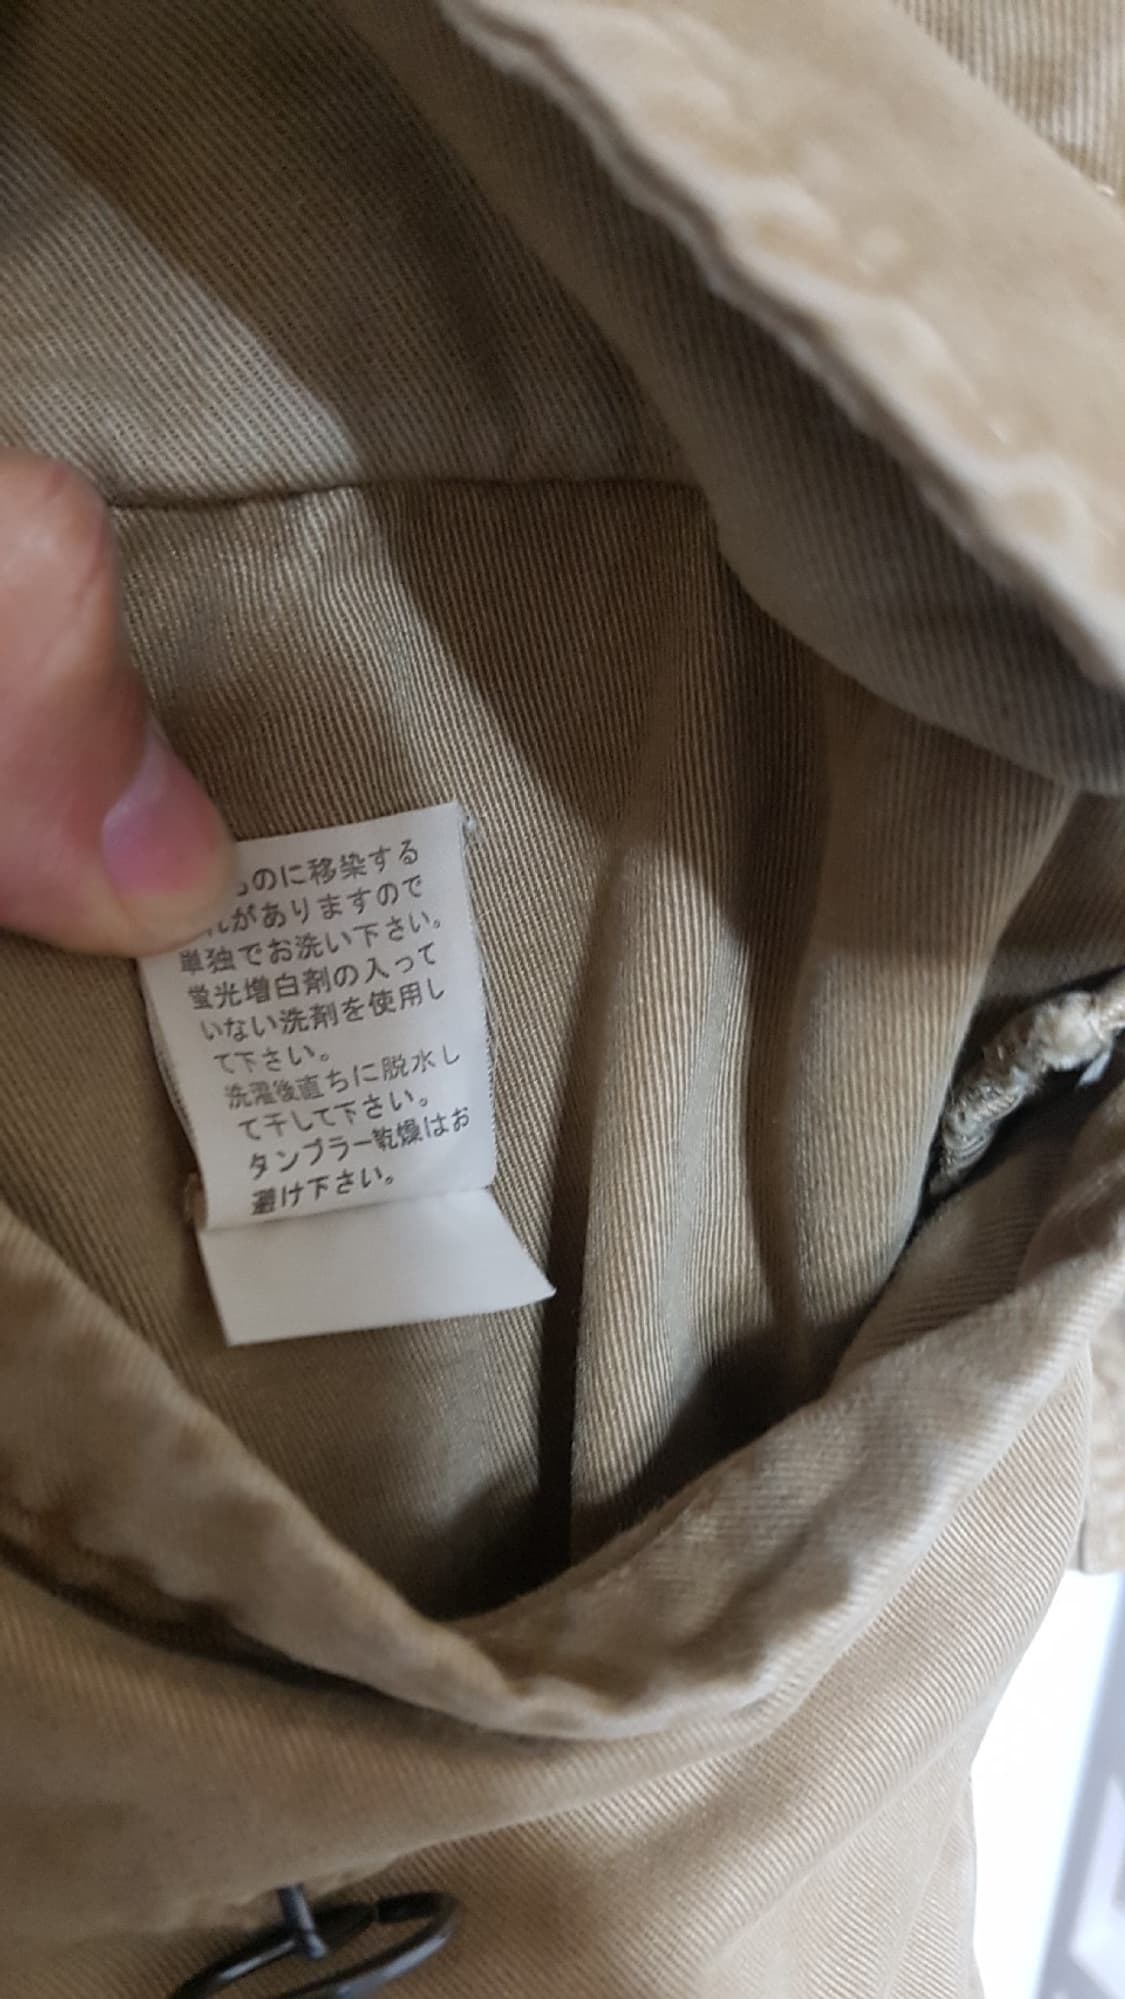 のに移染する
がありますので
単独でお洗い下さい。
蛍光増白剤の入って
いない洗剤を使用し
て下さい。
洗濯後直ちに脱水し
て干して下さい。
タンブラー乾燥はお
避け下さい。